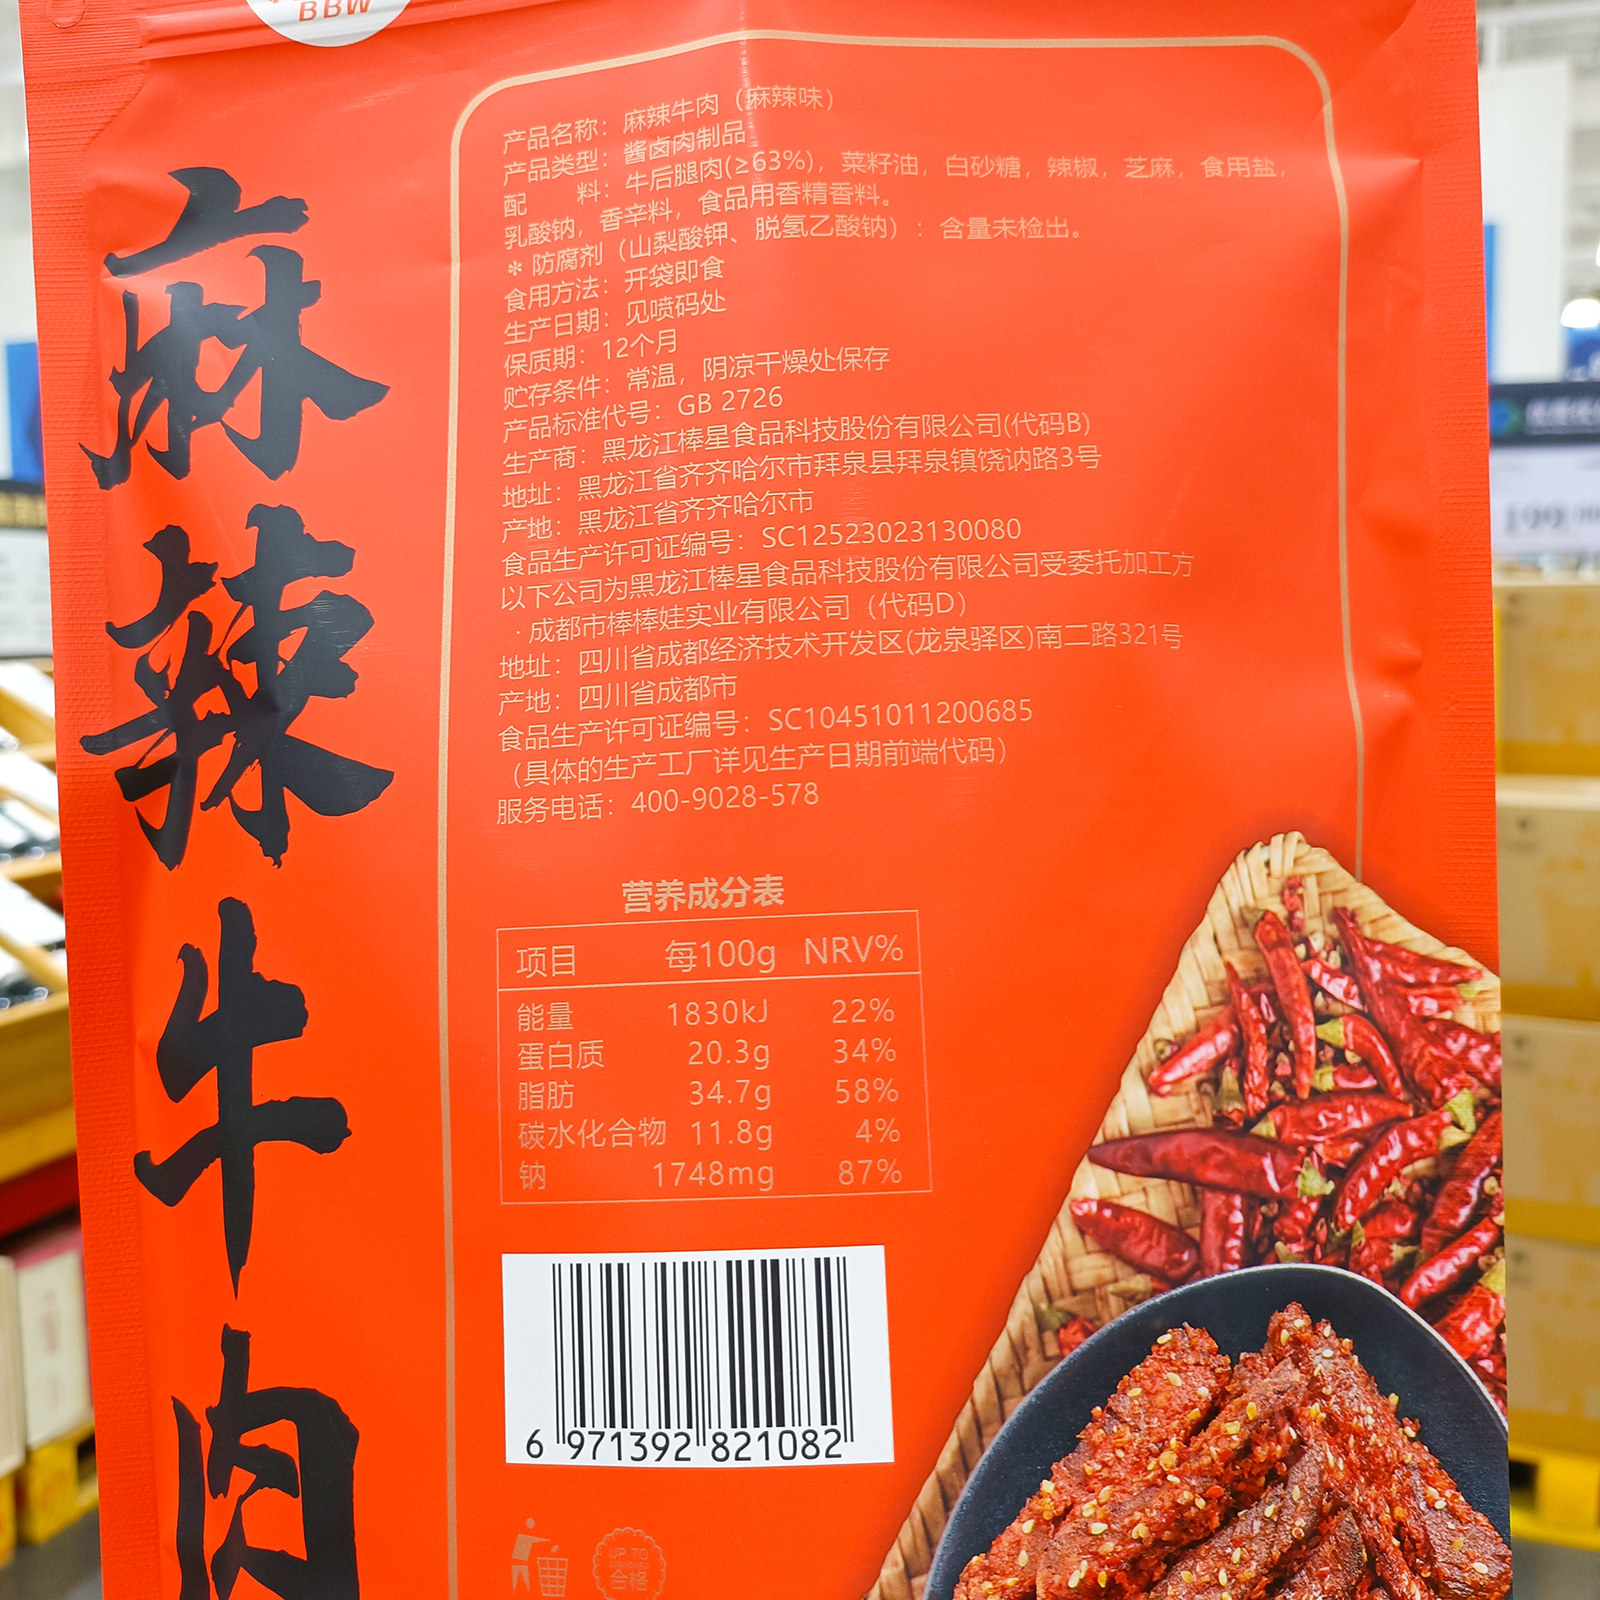 BBW
麻辣牛肉
产品名称：麻辣牛肉（麻辣味）
产品类型：酱卤肉制品
配　　料：牛后腿肉(≥63%)，菜籽油，白砂糖，辣椒，芝麻，食用盐，
乳酸钠，香辛料，食品用香精香料。
＊防腐剂（山梨酸钾、脱氢乙酸钠）：含量未检出。
食用方法：开袋即食
生产日期：见喷码处
保质期：12个月
贮存条件：常温，阴凉干燥处保存
产品标准代号：GB 2726
生产商：黑龙江棒星食品科技股份有限公司(代码B)
地址：黑龙江省齐齐哈尔市拜泉县拜泉镇饶讷路3号
产地：黑龙江省齐齐哈尔市
食品生产许可证编号：SC12523023130080
以下公司为黑龙江棒星食品科技股份有限公司受委托加工方
·成都市棒棒娃实业有限公司（代码D）
地址：四川省成都经济技术开发区(龙泉驿区)南二路321号
产地：四川省成都市
食品生产许可证编号：SC10451011200685
（具体的生产工厂详见生产日期前端代码）
服务电话：400-9028-578
营养成分表
项目 每100g NRV%
能量 1830kJ 22%
蛋白质 20.3g 34%
脂肪 34.7g 58%
碳水化合物 11.8g 4%
钠 1748mg 87%
6 971392 821082
UP TO
STANDARD
合格